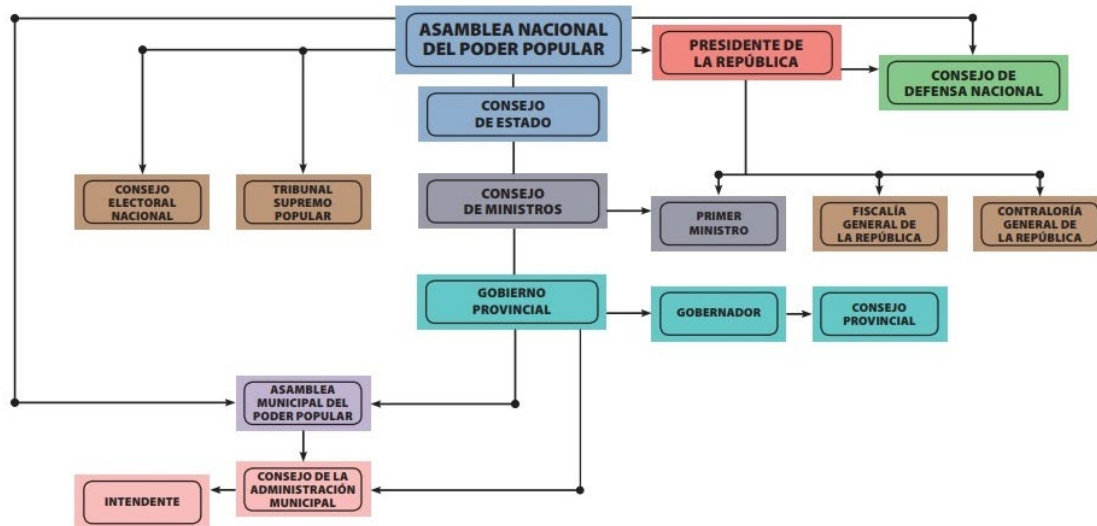 ASAMBLEA NACIONAL
DEL PODER POPULAR
PRESIDENTE DE
LA REPÚBLICA
CONSEJO DE
DEFENSA NACIONAL
CONSEJO
DE ESTADO
CONSEJO
ELECTORAL
NACIONAL
TRIBUNAL
SUPREMO
POPULAR
CONSEJO
DE MINISTROS
PRIMER
MINISTRO
FISCALÍA
GENERAL DE
LA REPÚBLICA
CONTRALORÍA
GENERAL DE
LA REPÚBLICA
GOBIERNO
PROVINCIAL
GOBERNADOR
CONSEJO
PROVINCIAL
ASAMBLEA
MUNICIPAL DEL
PODER POPULAR
INTENDENTE
CONSEJO DE LA
ADMINISTRACIÓN
MUNICIPAL